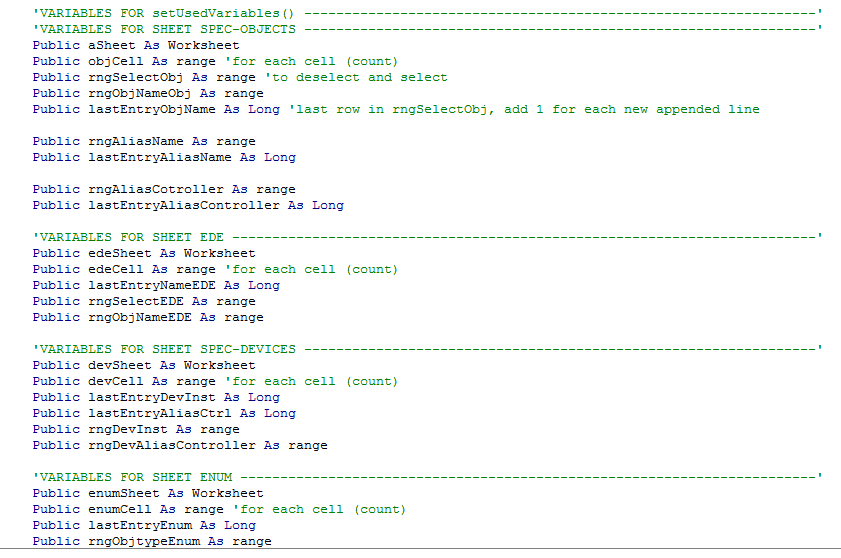 'VARIABLES FOR setUsedVariables() ----------------------------------------------------------------'
'VARIABLES FOR SHEET SPEC-OBJECTS ----------------------------------------------------------------'
Public aSheet As Worksheet
Public objCell As range 'for each cell (count)
Public rngSelectObj As range 'to deselect and select
Public rngObjNameObj As range
Public lastEntryObjName As Long 'last row in rngSelectObj, add 1 for each new appended line
Public rngAliasName As range
Public lastEntryAliasName As Long
Public rngAliasCotroller As range
Public lastEntryAliasController As Long
'VARIABLES FOR SHEET EDE -------------------------------------------------------------------------'
Public edeSheet As Worksheet
Public edeCell As range 'for each cell (count)
Public lastEntryNameEDE As Long
Public rngSelectEDE As range
Public rngObjNameEDE As range
'VARIABLES FOR SHEET SPEC-DEVICES ----------------------------------------------------------------'
Public devSheet As Worksheet
Public devCell As range 'for each cell (count)
Public lastEntryDevInst As Long
Public lastEntryAliasCtrl As Long
Public rngDevInst As range
Public rngDevAliasController As range
'VARIABLES FOR SHEET ENUM ------------------------------------------------------------------------'
Public enumSheet As Worksheet
Public enumCell As range 'for each cell (count)
Public lastEntryEnum As Long
Public rngObjtypeEnum As range